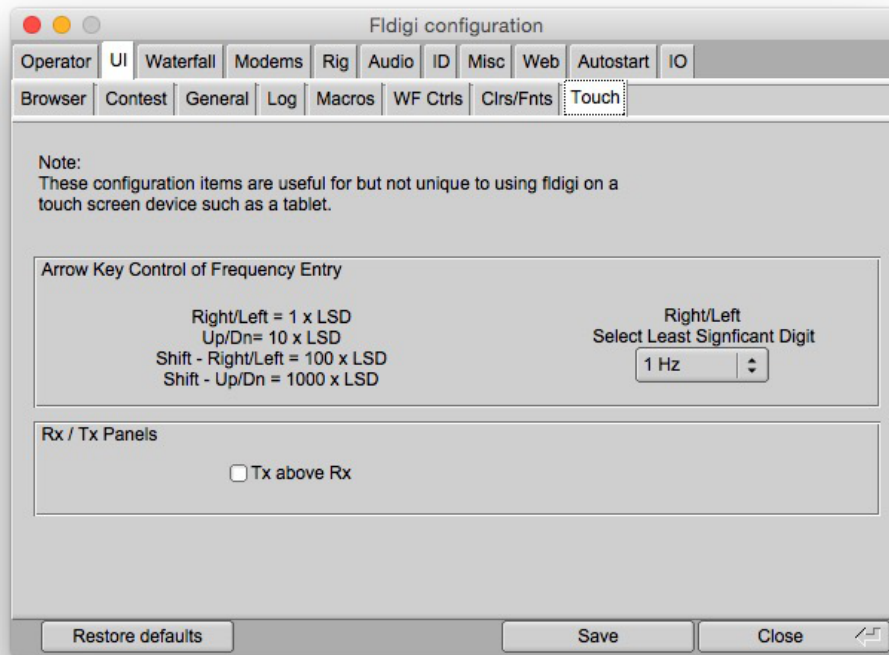 Fldigi configuration
Operator UI Waterfall Modems Rig Audio ID Misc Web Autostart IO
Browser Contest General Log Macros WF Ctrls Clrs/Fnts Touch
Note:
These configuration items are useful for but not unique to using fldigi on a
touch screen device such as a tablet.
Arrow Key Control of Frequency Entry
Right/Left = 1 x LSD
Up/Dn= 10 x LSD
Shift - Right/Left = 100 x LSD
Shift - Up/Dn = 1000 x LSD
Right/Left
Select Least Signficant Digit
1 Hz
Rx / Tx Panels
Tx above Rx
Restore defaults Save Close